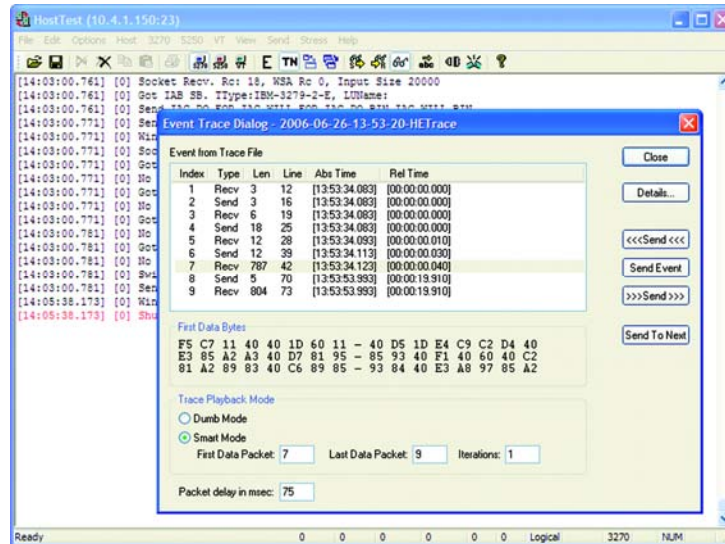 HostTest (10.4.1.150:23)
File Edit Options Host 3270 5250 VT View Send Stress Help
E TN
[14:03:00.761] [0] Socket Recv. Rc: 18, WSA Rc 0, Input Size 20000
[14:03:00.761] [0] Got IAB SB. TType:IBM-3279-2-E, LUName:
[14:03:00.761] [0] Send IAC DO EOR IAC WILL EOR IAC DO BIN IAC WILL BIN
[14:03:00.771] [0] Sen
[14:03:00.771] [0] Win
[14:03:00.771] [0] Soc
[14:03:00.771] [0] Got
[14:03:00.771] [0] No
[14:03:00.771] [0] Got
[14:03:00.771] [0] No
[14:03:00.771] [0] Got
[14:03:00.781] [0] No
[14:03:00.781] [0] Got
[14:03:00.781] [0] No
[14:03:00.781] [0] Swi
[14:03:00.781] [0] Sen
[14:05:38.173] [0] Win
[14:05:38.173] [0] Shu
Event Trace Dialog - 2006-06-26-13-53-20-HETrace
Event from Trace File
Index Type Len Line Abs Time Rel Time
1 Recv 3 12 [13:53:34.083] [00:00:00.000]
2 Send 3 16 [13:53:34.083] [00:00:00.000]
3 Recv 6 19 [13:53:34.083] [00:00:00.000]
4 Send 18 25 [13:53:34.083] [00:00:00.000]
5 Recv 12 28 [13:53:34.093] [00:00:00.010]
6 Send 12 39 [13:53:34.113] [00:00:00.030]
7 Recv 787 42 [13:53:34.123] [00:00:00.040]
8 Send 5 70 [13:53:53.993] [00:00:19.910]
9 Recv 804 73 [13:53:53.993] [00:00:19.910]
Close
Details...
<<<Send <<<
Send Event
>>>Send >>>
Send To Next
First Data Bytes
F5 C7 11 40 40 1D 60 11 - 40 D5 1D E4 C9 C2 D4 40
E3 85 A2 A3 40 D7 81 95 - 85 93 40 F1 40 60 40 C2
81 A2 89 83 40 C6 89 85 - 93 84 40 E3 A8 97 85 A2
Trace Playback Mode
Dumb Mode
Smart Mode
First Data Packet: 7 Last Data Packet: 9 Iterations: 1
Packet delay in msec: 75
Ready 0 0 0 0 0 0 Logical 3270 NUM